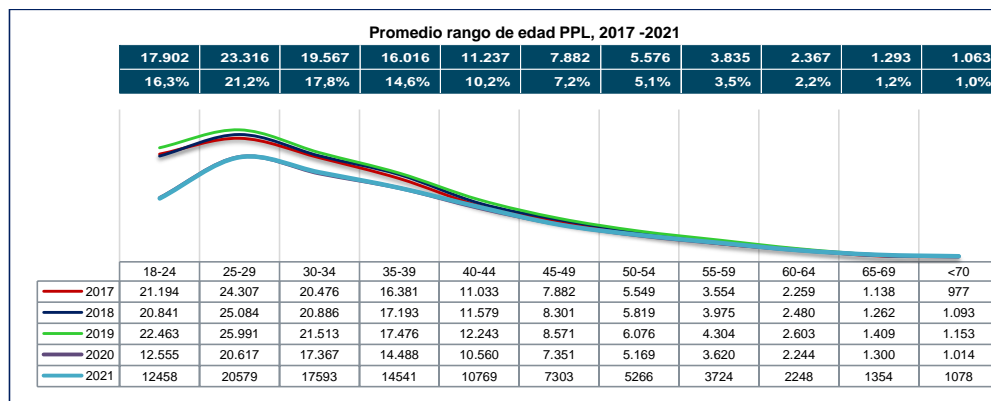 Promedio rango de edad PPL, 2017 -2021
17.902 23.316 19.567 16.016 11.237 7.882 5.576 3.835 2.367 1.293 1.063
16,3% 21,2% 17,8% 14,6% 10,2% 7,2% 5,1% 3,5% 2,2% 1,2% 1,0%
18-24 25-29 30-34 35-39 40-44 45-49 50-54 55-59 60-64 65-69 <70
2017 21.194 24.307 20.476 16.381 11.033 7.882 5.549 3.554 2.259 1.138 977
2018 20.841 25.084 20.886 17.193 11.579 8.301 5.819 3.975 2.480 1.262 1.093
2019 22.463 25.991 21.513 17.476 12.243 8.571 6.076 4.304 2.603 1.409 1.153
2020 12.555 20.617 17.367 14.488 10.560 7.351 5.169 3.620 2.244 1.300 1.014
2021 12458 20579 17593 14541 10769 7303 5266 3724 2248 1354 1078